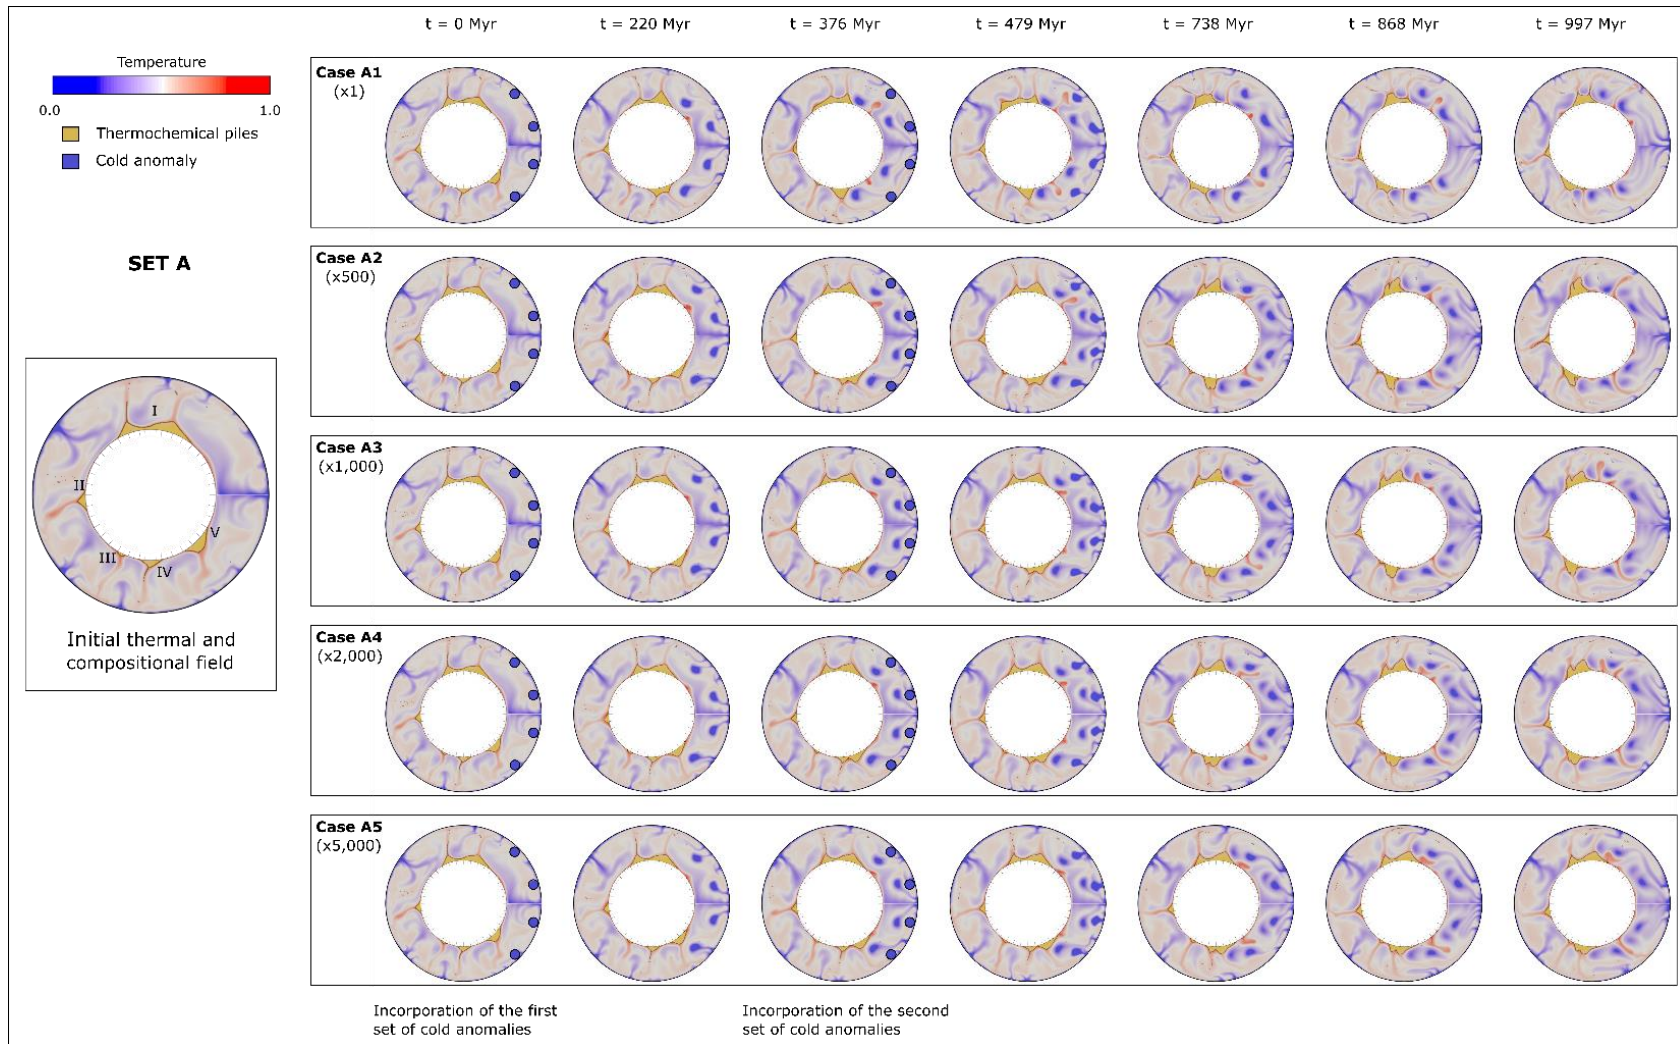 t = 0 Myr
t = 220 Myr
t = 376 Myr
t = 479 Myr
t = 738 Myr
t = 868 Myr
t = 997 Myr
Temperature
0.0
1.0
Thermochemical piles
Cold anomaly
SET A
I
II
III
IV
V
Initial thermal and
compositional field
Case A1
(x1)
Case A2
(x500)
Case A3
(x1,000)
Case A4
(x2,000)
Case A5
(x5,000)
Incorporation of the first
set of cold anomalies
Incorporation of the second
set of cold anomalies